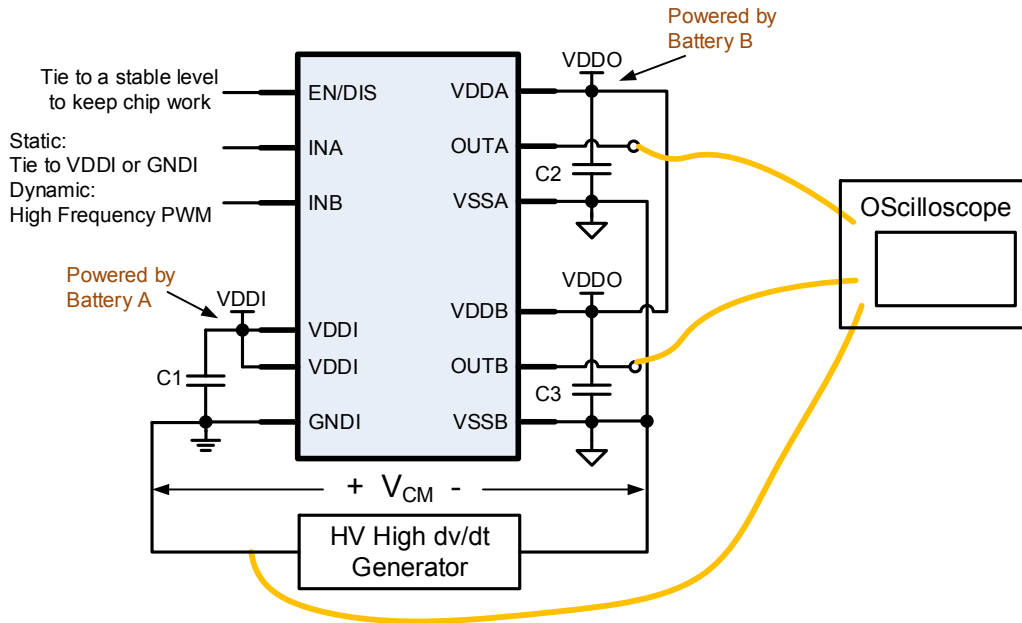 Powered by
Battery B
VDDO
Tie to a stable level
to keep chip work
EN/DIS
VDDA
Static:
Tie to VDDI or GNDI
Dynamic:
High Frequency PWM
INA
OUTA
C2
INB
VSSA
OScilloscope
Powered by
Battery A
VDDI
VDDO
VDDB
VDDI
C1
VDDI
OUTB
C3
GNDI
VSSB
+ VCM -
HV High dv/dt
Generator